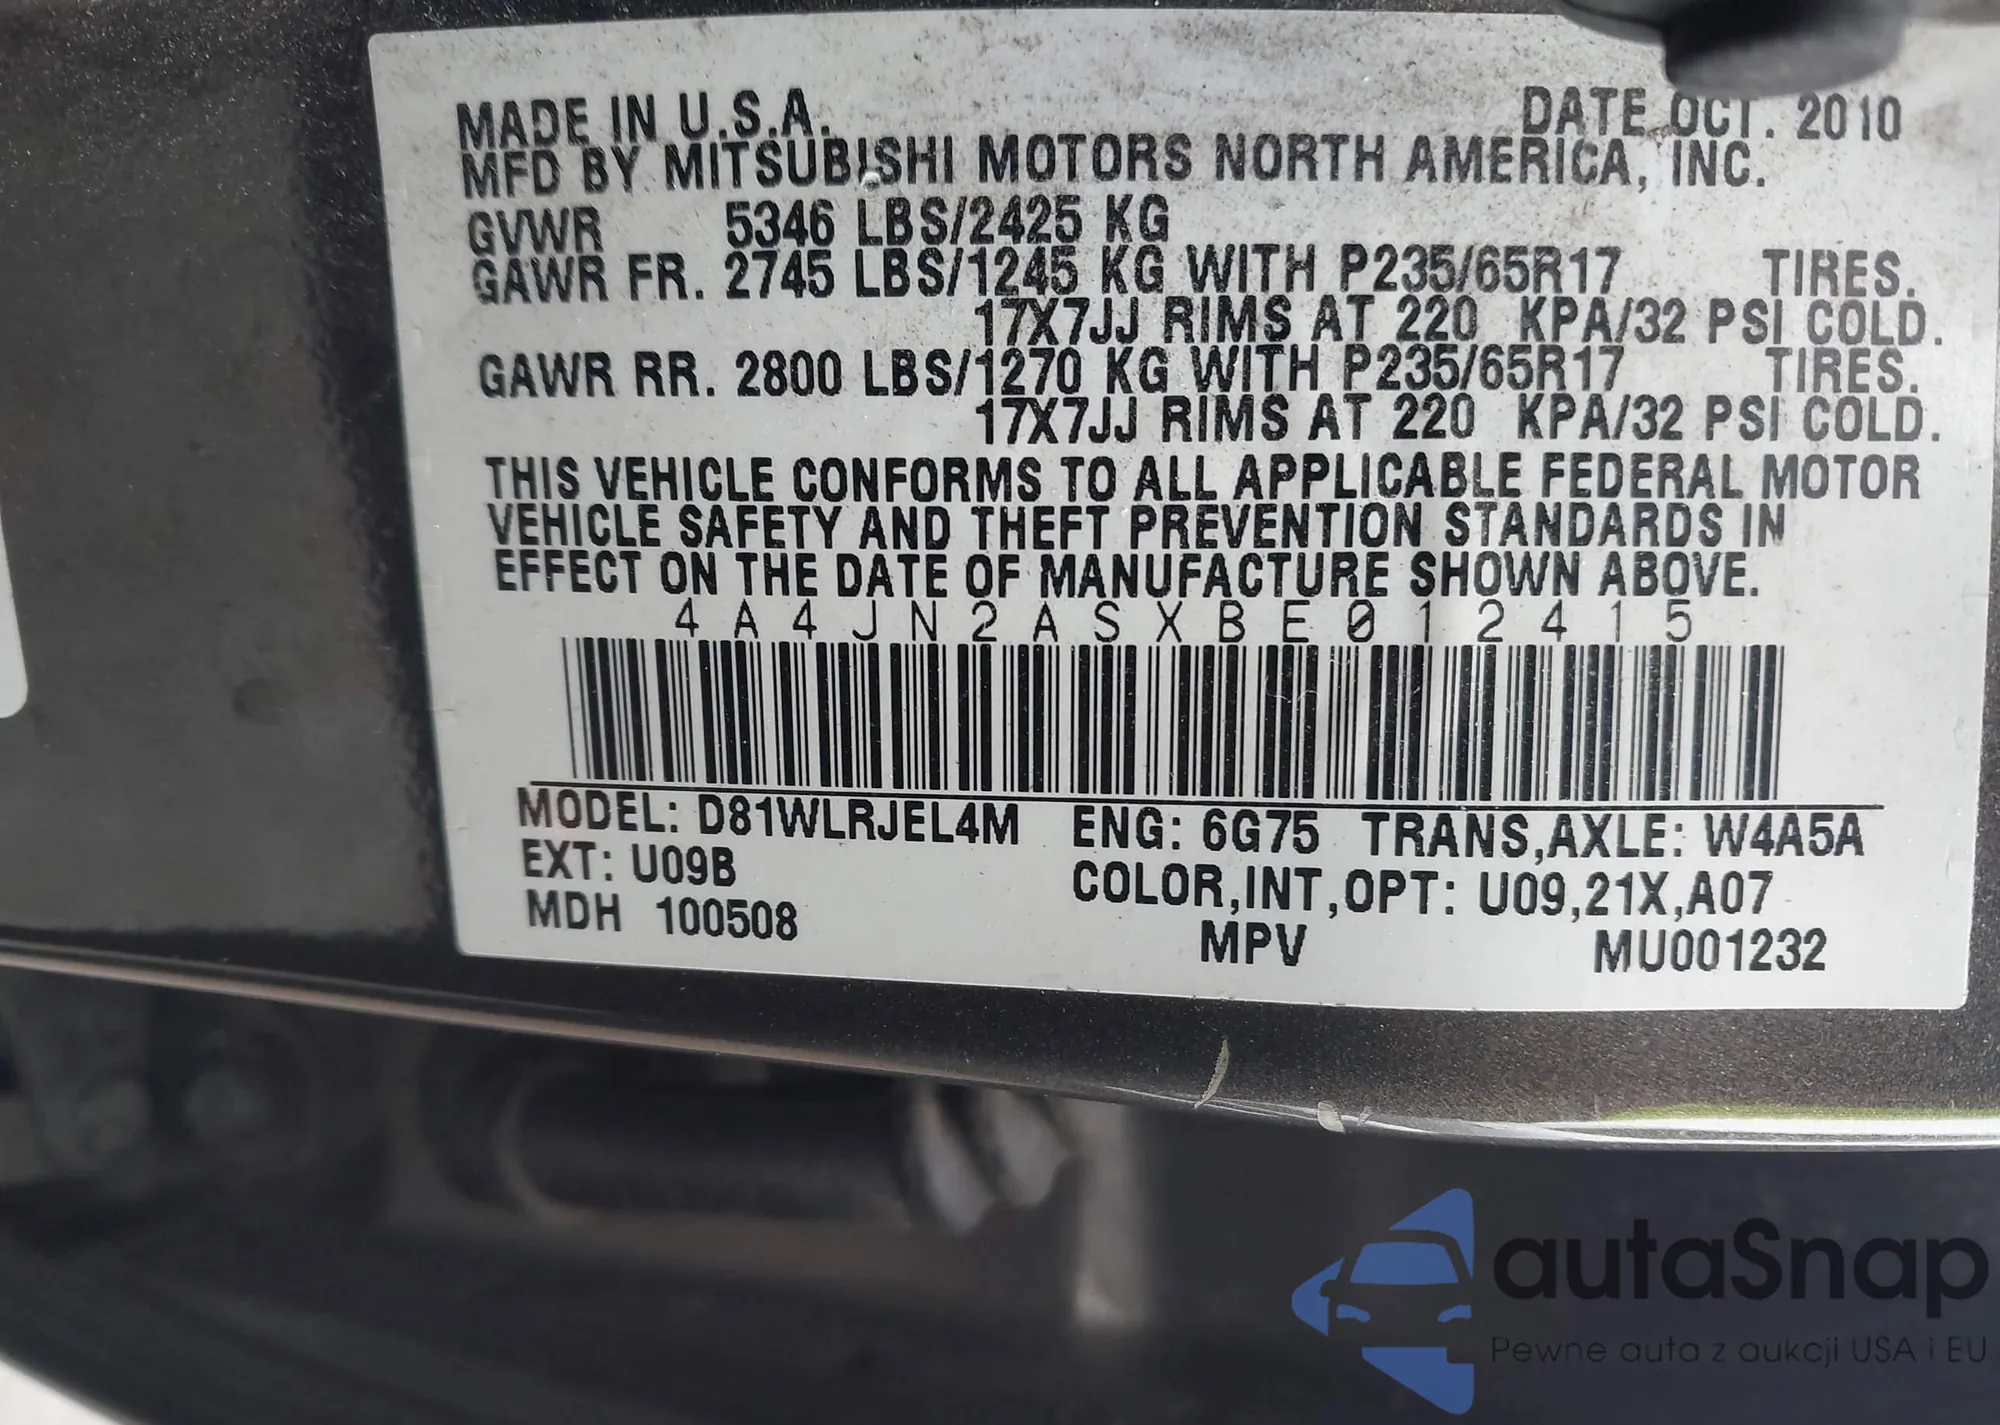 MADE IN U.S.A. DATE OCT. 2010
MFD BY MITSUBISHI MOTORS NORTH AMERICA, INC.
GVWR 5346 LBS/2425 KG
GAWR FR. 2745 LBS/1245 KG WITH P235/65R17 TIRES.
17X7JJ RIMS AT 220 KPA/32 PSI COLD.
GAWR RR. 2800 LBS/1270 KG WITH P235/65R17 TIRES.
17X7JJ RIMS AT 220 KPA/32 PSI COLD.
THIS VEHICLE CONFORMS TO ALL APPLICABLE FEDERAL MOTOR
VEHICLE SAFETY AND THEFT PREVENTION STANDARDS IN
EFFECT ON THE DATE OF MANUFACTURE SHOWN ABOVE.
4A4JN2ASXBE012415
MODEL: D81WLRJEL4M ENG: 6G75 TRANS,AXLE: W4A5A
EXT: U09B COLOR,INT,OPT: U09,21X,A07
MDH 100508 MPV MU001232
autaSnap
Pewne auta z aukcji USA i EU